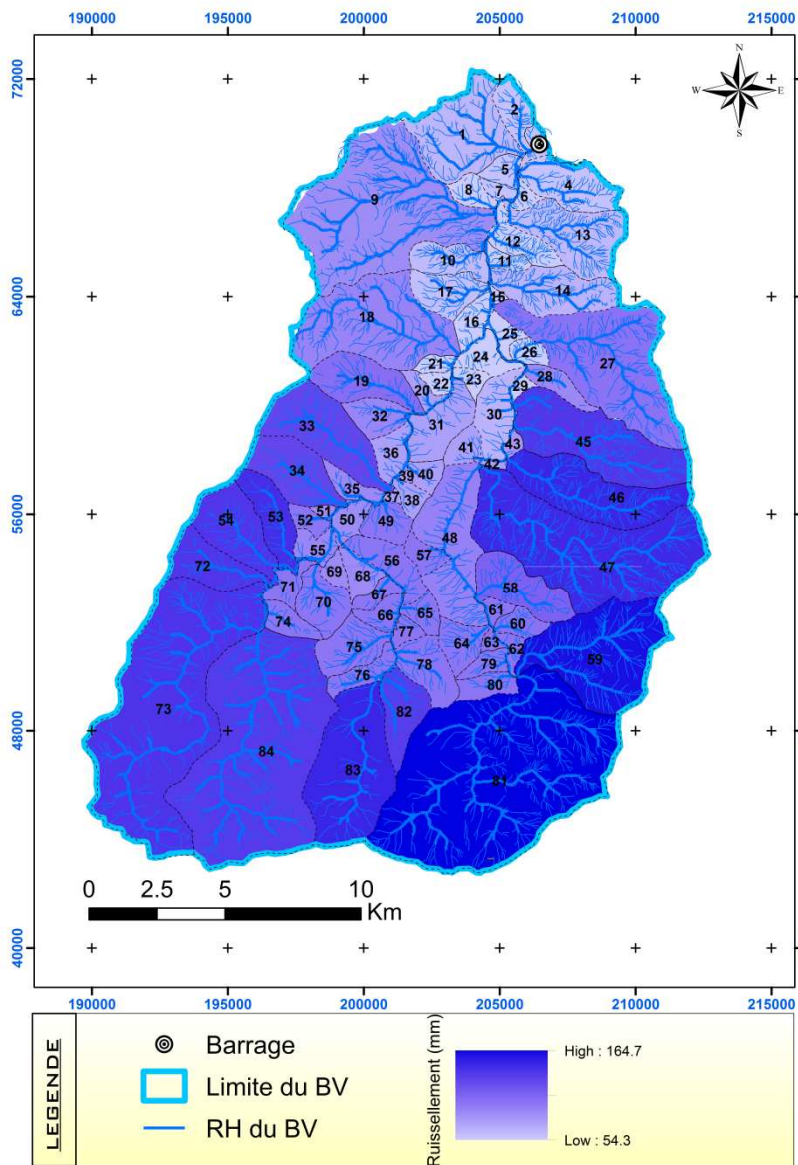 190000 195000 200000 205000 210000 215000
72000
N
W E
S
2
1
5
4
8 7 6
9
13
12
10 11
17 14
15
64000
16
18 25
24 26
21 27
28
19 20 22 23 29
32 30
31
33 43 45
36 41
42
34 39 40
35 37 46
38
56000
51
54 53 52 50 49
48
55 57 47
72 56
69 68
71 67 58
70
66 65 61
74 60
77 63 62
64 59
75 79
78
76 80
73 82
48000
84
83 81
0 2.5 5 10
Km
40000
190000 195000 200000 205000 210000 215000
LEGENDE
Barrage
Limite du BV
RH du BV
Ruissellement (mm)
High : 164.7
Low : 54.3